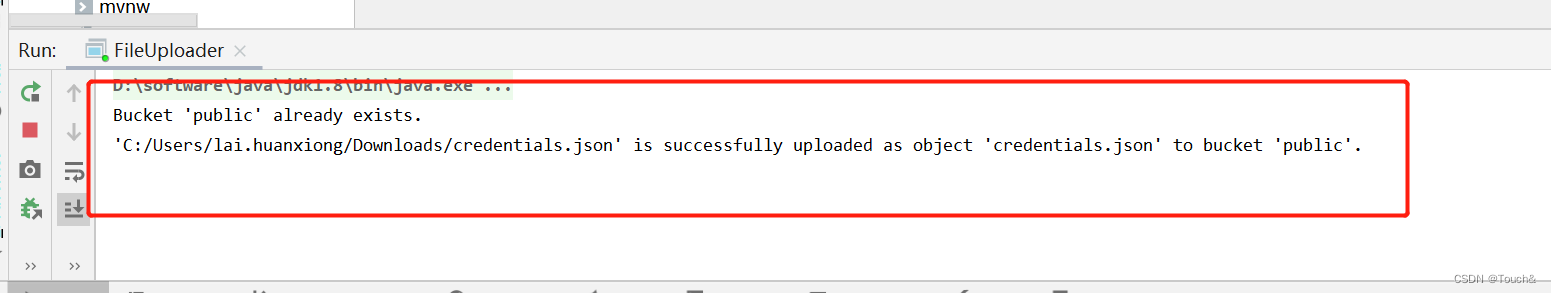 mvnw
Run: FileUploader
D:\software\java\jdk1.8\bin\java.exe ...
Bucket 'public' already exists.
'C:/Users/lai.huanxiong/Downloads/credentials.json' is successfully uploaded as object 'credentials.json' to bucket 'public'.
CSDN @Touch&